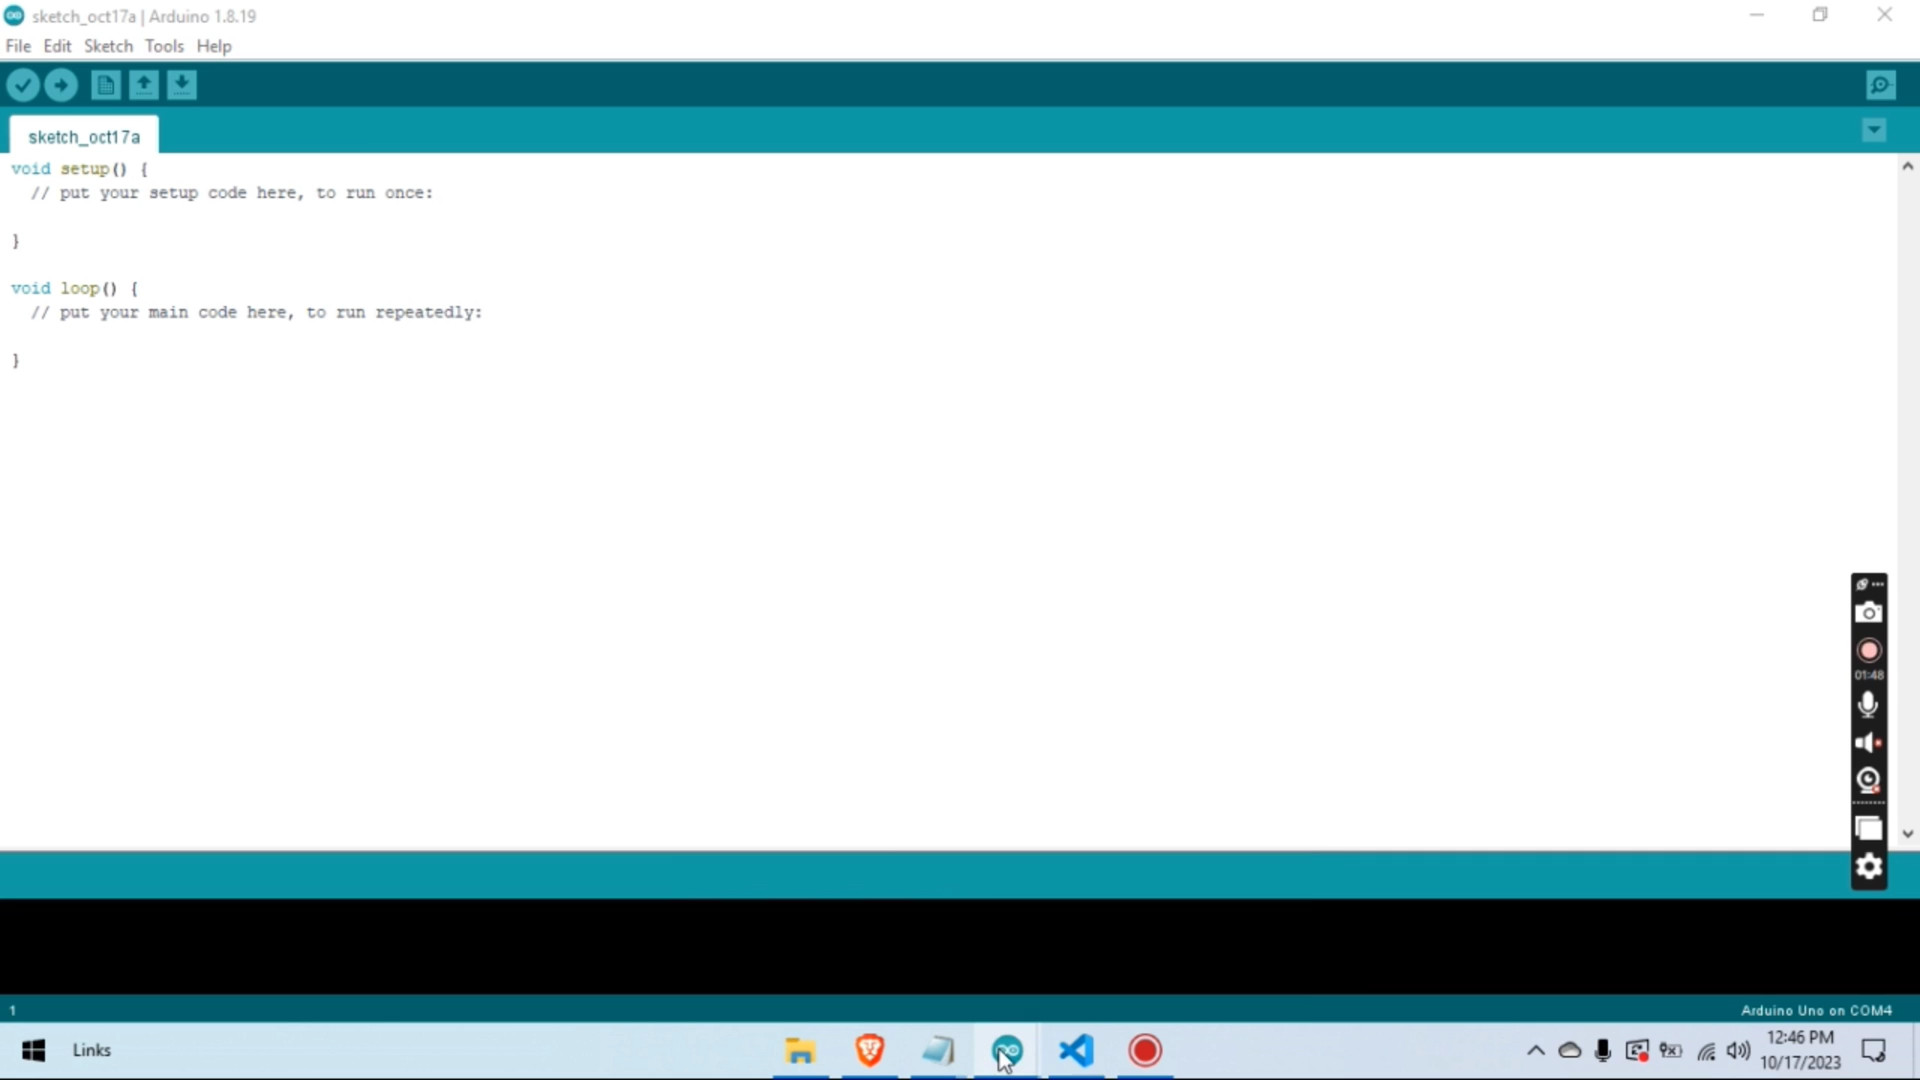 sketch_oct17a | Arduino 1.8.19
File Edit Sketch Tools Help
sketch_oct17a
void setup() {
// put your setup code here, to run once:
}
void loop() {
// put your main code here, to run repeatedly:
}
01:48
1
Arduino Uno on COM4
Links
12:46 PM
10/17/2023